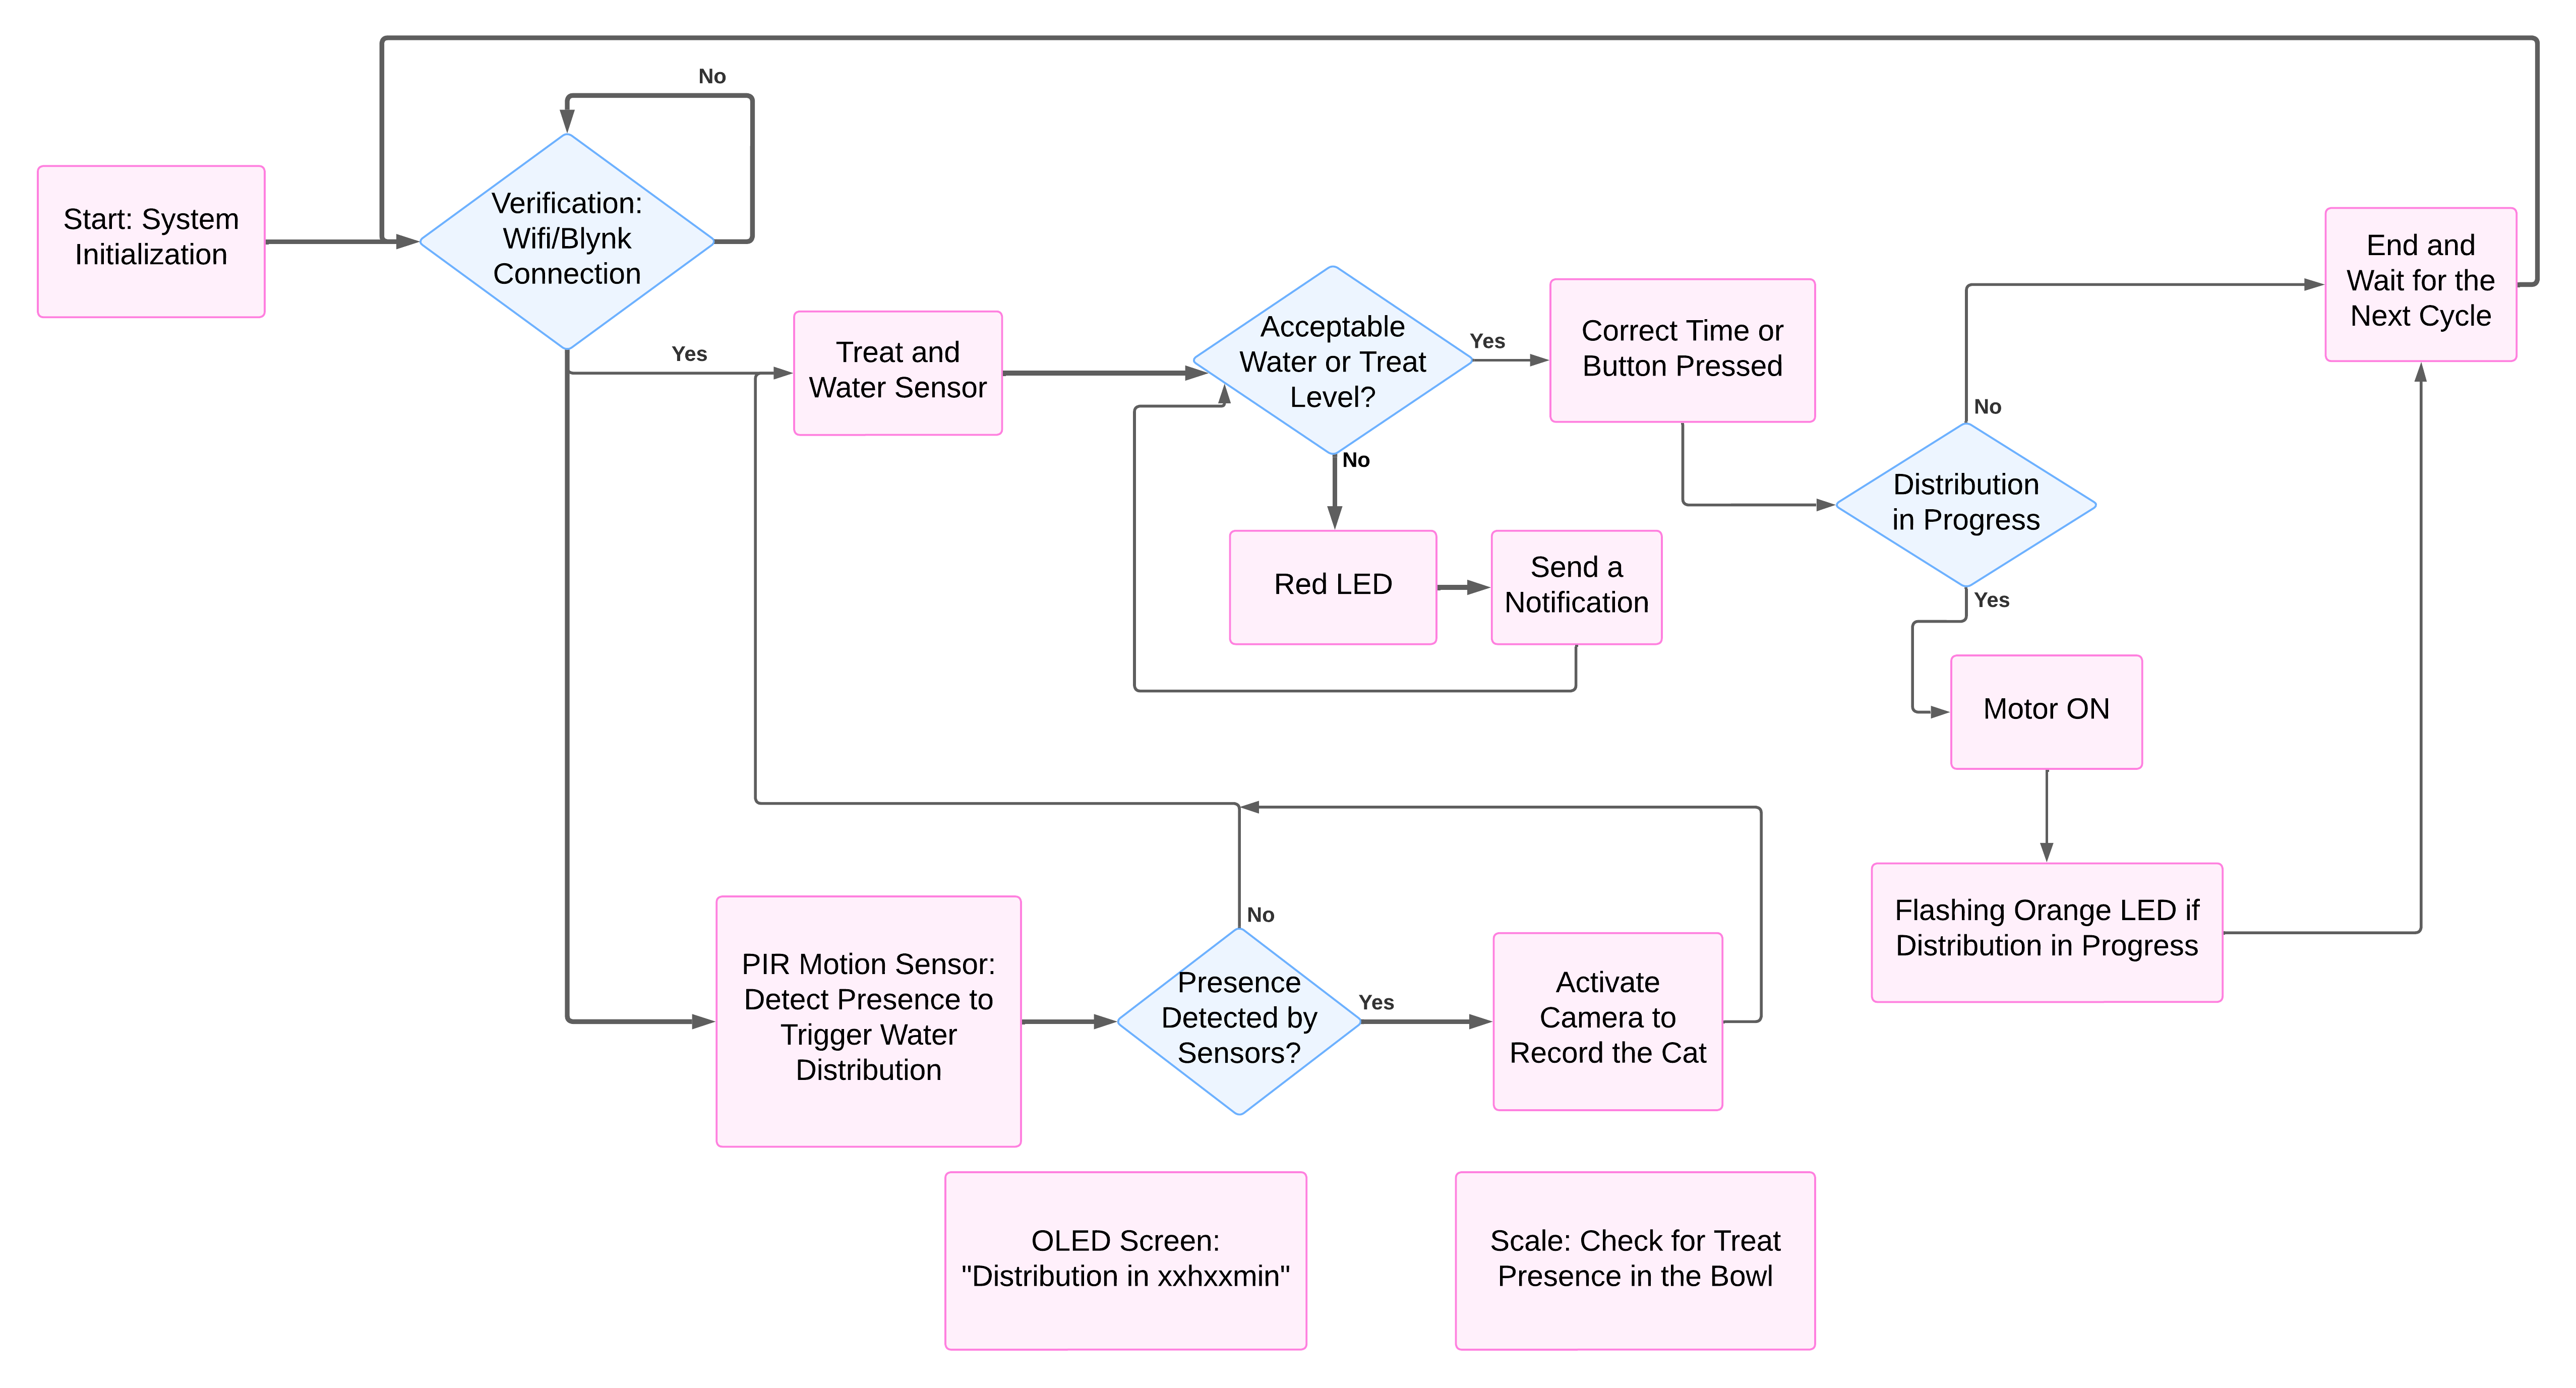 No
Start: System
Initialization
Verification:
Wifi/Blynk
Connection
Yes
Treat and
Water Sensor
Acceptable
Water or Treat
Level?
Yes
Correct Time or
Button Pressed
End and
Wait for the
Next Cycle
No
No
Distribution
in Progress
Red LED
Send a
Notification
Yes
Motor ON
Flashing Orange LED if
Distribution in Progress
No
PIR Motion Sensor:
Detect Presence to
Trigger Water
Distribution
Presence
Detected by
Sensors?
Yes
Activate
Camera to
Record the Cat
OLED Screen:
"Distribution in xxhxxmin"
Scale: Check for Treat
Presence in the Bowl